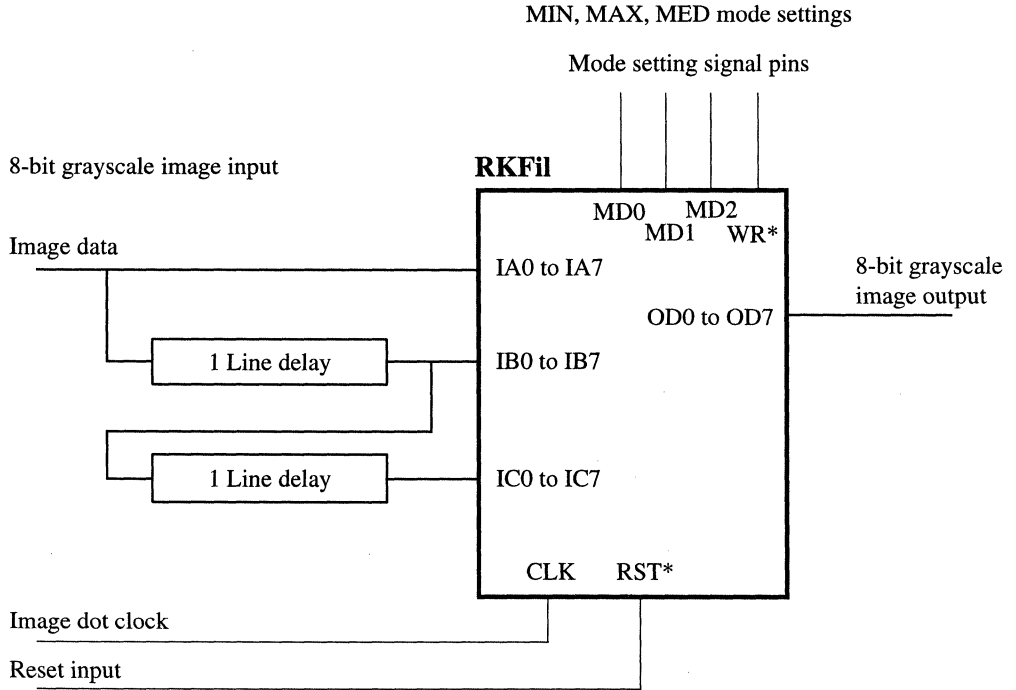 MIN, MAX, MED mode settings
Mode setting signal pins
8-bit grayscale image input
RKFil
MD0
MD2
MD1
WR*
Image data
IA0 to IA7
8-bit grayscale
image output
OD0 to OD7
1 Line delay
IB0 to IB7
1 Line delay
IC0 to IC7
CLK
RST*
Image dot clock
Reset input